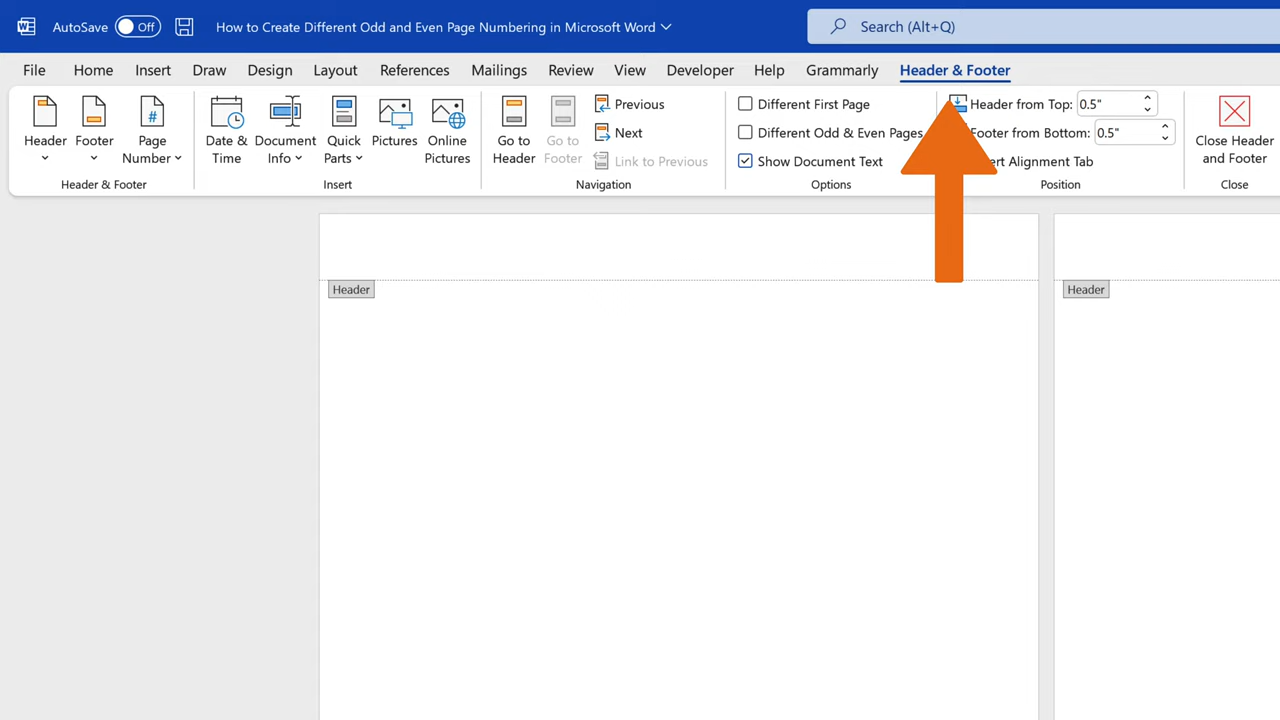 AutoSave Off How to Create Different Odd and Even Page Numbering in Microsoft Word Search (Alt+Q)
File Home Insert Draw Design Layout References Mailings Review View Developer Help Grammarly Header & Footer
Header
Footer
Page
Number
Header & Footer
Date &
Time
Document
Info
Quick
Parts
Pictures
Online
Pictures
Insert
Go to
Header
Go to
Footer
Previous
Next
Link to Previous
Navigation
Different First Page
Different Odd & Even Pages
Show Document Text
Options
Header from Top: 0.5"
Footer from Bottom: 0.5"
Alignment Tab
Position
Close Header
and Footer
Close
Header
Header